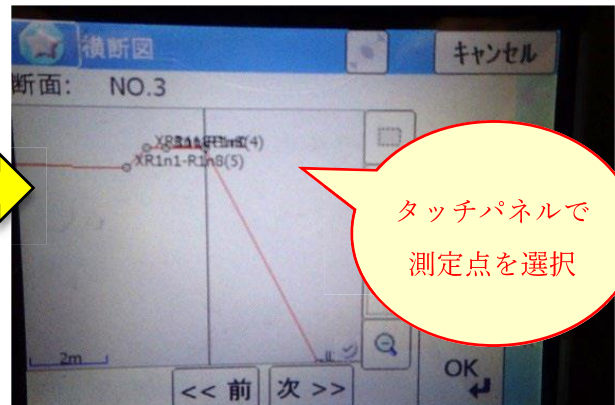 横断図
キャンセル
断面: NO.3
XR1n1-R1n8(5)
2m
<< 前
次 >>
OK
タッチパネルで
測定点を選択